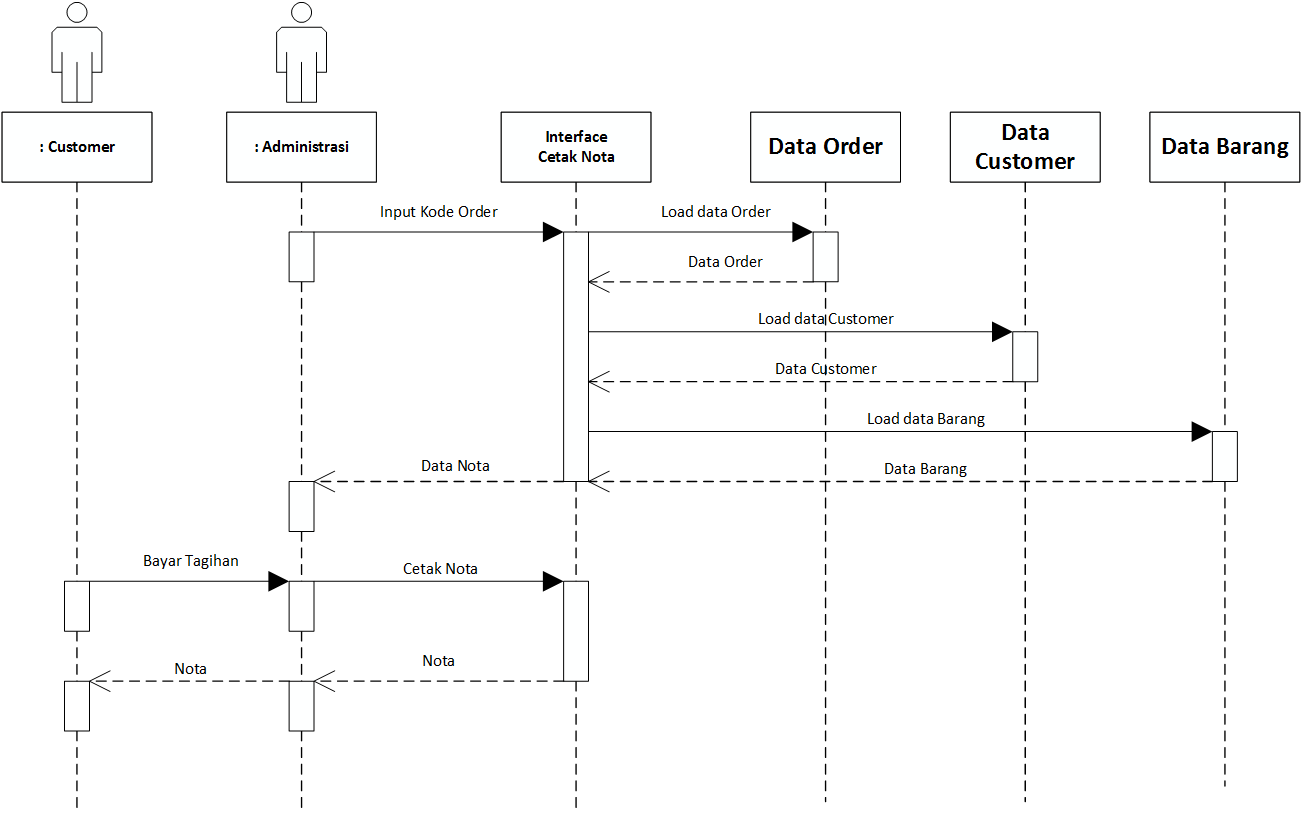 : Customer
: Administrasi
Interface
Cetak Nota
Data Order
Data
Customer
Data Barang
Input Kode Order
Load data Order
Data Order
Load data Customer
Data Customer
Load data Barang
Data Nota
Data Barang
Bayar Tagihan
Cetak Nota
Nota
Nota